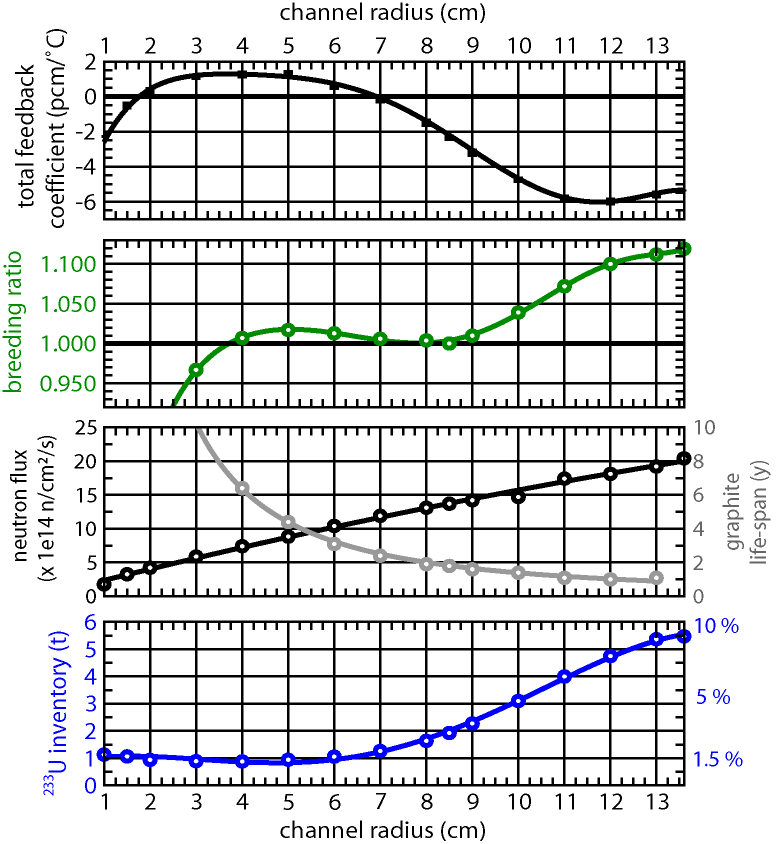 channel radius (cm)
1 2 3 4 5 6 7 8 9 10 11 12 13
total feedback
coefficient (pcm/˚C)
2
0
-2
-4
-6
breeding ratio
1.100
1.050
1.000
0.950
neutron flux
(x 1e14 n/cm²/s)
25
20
15
10
5
0
10
8
6
4
2
0
graphite
life-span (y)
²³³U inventory (t)
6
5
4
3
2
1
0
10 %
5 %
1.5 %
1 2 3 4 5 6 7 8 9 10 11 12 13
channel radius (cm)